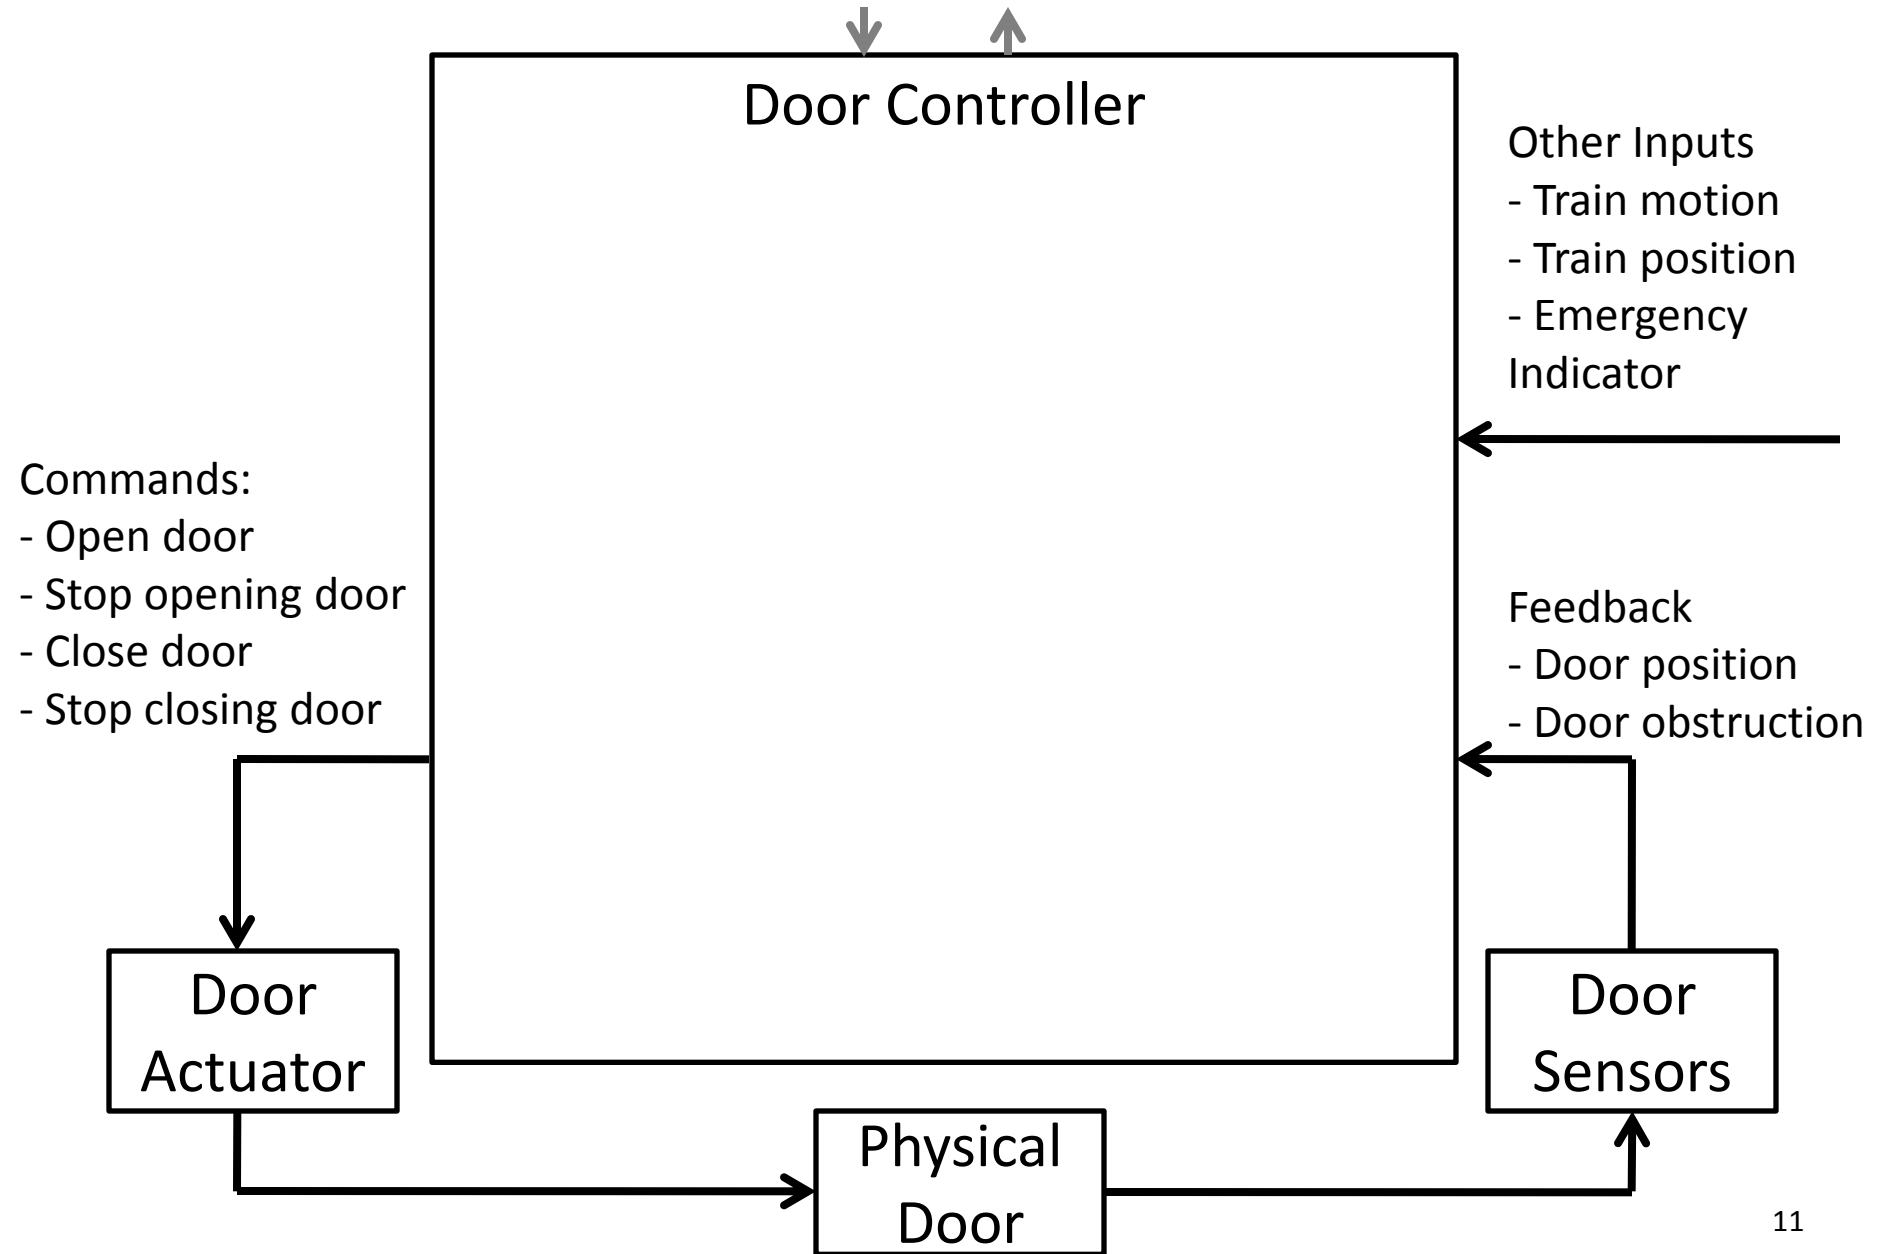 Door Controller
Other Inputs
- Train motion
- Train position
- Emergency
Indicator
Commands:
- Open door
- Stop opening door
- Close door
- Stop closing door
Feedback
- Door position
- Door obstruction
Door
Actuator
Physical
Door
Door
Sensors
11